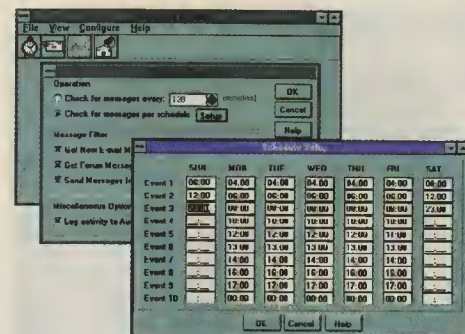 File View Configure Help
Operation
Check for messages every: 120 minute(s)
Check for messages per schedule Setup
OK
Cancel
Help
Message Filter
Get New E-mail M
Get Forum Messag
Send Messages In
Miscellaneous Option
Log activity to Au
Schedule Setup
SUN MON TUE WED THU FRI SAT
Event 1 06:00 04:00 04:00 04:00 04:00 04:00 06:00
Event 2 12:00 06:00 06:00 06:00 06:00 06:00 12:00
Event 3 08:00 08:00 08:00 08:00 08:00 23:00
Event 4 10:00 10:00 10:00 10:00 10:00
Event 5 12:00 12:00 12:00 12:00
Event 6 13:00 13:00 13:00 13:00 13:00
Event 7 14:00 14:00 14:00 14:00 14:00
Event 8 16:00 16:00 16:00 16:00 16:00
Event 9 17:00 17:00 17:00 17:00 17:00
Event 10 00:00 00:00 00:00 00:00 00:00
OK Cancel Help